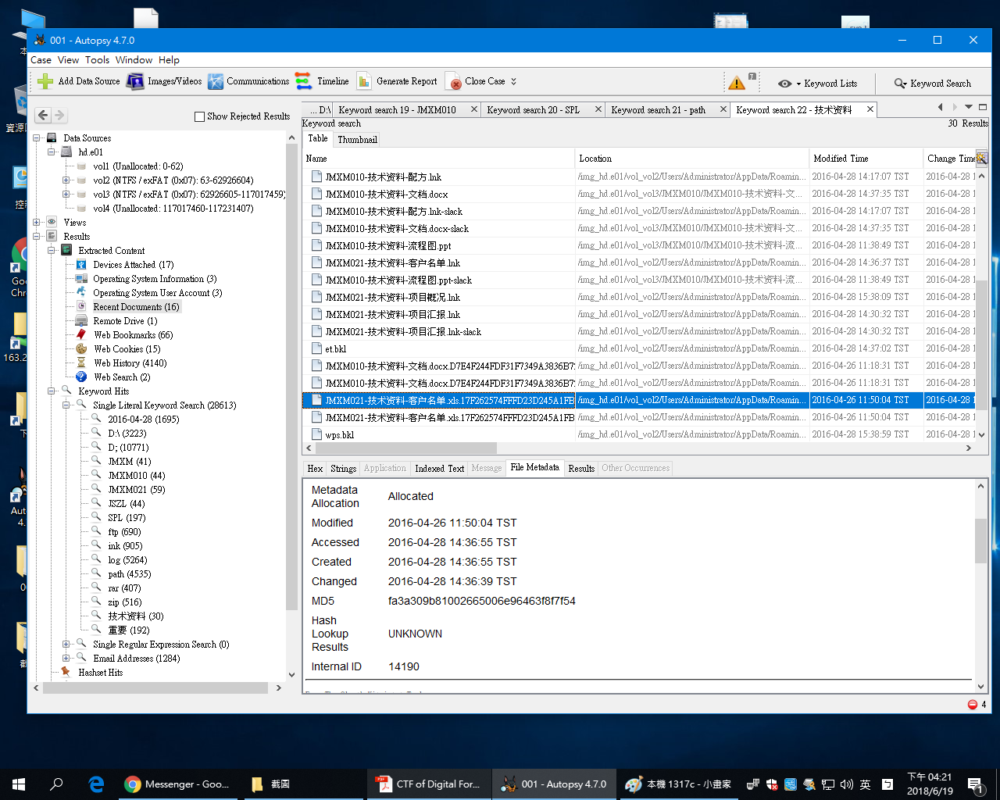 001 - Autopsy 4.7.0
Case View Tools Window Help
Add Data Source Images/Videos Communications Timeline Generate Report Close Case
Keyword Lists Keyword Search
Show Rejected Results
Data Sources
hd.e01
vol1 (Unallocated: 0-62)
vol2 (NTFS / exFAT (0x07): 63-62926604)
vol3 (NTFS / exFAT (0x07): 62926605-117017459)
vol4 (Unallocated: 117017460-117231407)
Views
Results
Extracted Content
Devices Attached (17)
Operating System Information (3)
Operating System User Account (3)
Recent Documents (16)
Remote Drive (1)
Web Bookmarks (66)
Web Cookies (15)
Web History (4140)
Web Search (2)
Keyword Hits
Single Literal Keyword Search (28613)
2016-04-28 (1695)
D:\ (3223)
D; (10771)
JMXM (41)
JMXM010 (44)
JMXM021 (59)
JSZL (44)
SPL (197)
ftp (690)
ink (905)
log (5264)
path (4535)
rar (407)
zip (516)
技术资料 (30)
重要 (192)
Single Regular Expression Search (0)
Email Addresses (1284)
Hashset Hits
... D:\ Keyword search 19 - JMXM010 Keyword search 20 - SPL Keyword search 21 - path Keyword search 22 - 技术资料
Keyword search 30 Results
Table Thumbnail
Name Location Modified Time Change Time
JMXM010-技术资料-配方.lnk /img_hd.e01/vol_vol2/Users/Administrator/AppData/Roamin... 2016-04-28 14:17:07 TST 2016-04-28 1
JMXM010-技术资料-文档.docx /img_hd.e01/vol_vol3/JMXM010/JMXM010-技术资料-文... 2016-04-28 14:37:35 TST 2016-04-28 1
JMXM010-技术资料-配方.lnk-slack /img_hd.e01/vol_vol2/Users/Administrator/AppData/Roamin... 2016-04-28 14:17:07 TST 2016-04-28 1
JMXM010-技术资料-文档.docx-slack /img_hd.e01/vol_vol3/JMXM010/JMXM010-技术资料-文... 2016-04-28 14:37:35 TST 2016-04-28 1
JMXM010-技术资料-流程图.ppt /img_hd.e01/vol_vol3/JMXM010/JMXM010-技术资料-流... 2016-04-28 11:38:49 TST 2016-04-28 1
JMXM021-技术资料-客户名单.lnk /img_hd.e01/vol_vol2/Users/Administrator/AppData/Roamin... 2016-04-28 14:36:37 TST 2016-04-28 1
JMXM010-技术资料-流程图.ppt-slack /img_hd.e01/vol_vol3/JMXM010/JMXM010-技术资料-流... 2016-04-28 11:38:49 TST 2016-04-28 1
JMXM021-技术资料-项目概况.lnk /img_hd.e01/vol_vol2/Users/Administrator/AppData/Roamin... 2016-04-28 15:38:09 TST 2016-04-28 1
JMXM021-技术资料-项目汇报.lnk /img_hd.e01/vol_vol2/Users/Administrator/AppData/Roamin... 2016-04-28 14:30:32 TST 2016-04-28 1
JMXM021-技术资料-项目汇报.lnk-slack /img_hd.e01/vol_vol2/Users/Administrator/AppData/Roamin... 2016-04-28 14:30:32 TST 2016-04-28 1
et.bkl /img_hd.e01/vol_vol2/Users/Administrator/AppData/Roamin... 2016-04-28 14:37:02 TST 2016-04-28 1
JMXM010-技术资料-文档.docx.D7E4F244FDF31F7349A3836B7 /img_hd.e01/vol_vol2/Users/Administrator/AppData/Roamin... 2016-04-26 11:18:31 TST 2016-04-28 1
JMXM010-技术资料-文档.docx.D7E4F244FDF31F7349A3836B7 /img_hd.e01/vol_vol2/Users/Administrator/AppData/Roamin... 2016-04-26 11:18:31 TST 2016-04-28 1
JMXM021-技术资料-客户名单.xls.17F262574FFFD23D245A1FB /img_hd.e01/vol_vol2/Users/Administrator/AppData/Roamin... 2016-04-26 11:50:04 TST 2016-04-28 1
JMXM021-技术资料-客户名单.xls.17F262574FFFD23D245A1FB /img_hd.e01/vol_vol2/Users/Administrator/AppData/Roamin... 2016-04-26 11:50:04 TST 2016-04-28 1
wps.bkl /img_hd.e01/vol_vol2/Users/Administrator/AppData/Roamin... 2016-04-28 15:38:59 TST 2016-04-28 1
Hex Strings Application Indexed Text Message File Metadata Results Other Occurrences
Metadata Allocation Allocated
Modified 2016-04-26 11:50:04 TST
Accessed 2016-04-28 14:36:55 TST
Created 2016-04-28 14:36:55 TST
Changed 2016-04-28 14:36:39 TST
MD5 fa3a309b81002665006e96463f8f7f54
Hash Lookup Results UNKNOWN
Internal ID 14190
4
Messenger - Goo... 截圖 CTF of Digital For... 001 - Autopsy 4.7.0 本機 1317c - 小畫家 英 下午 04:21
2018/6/19